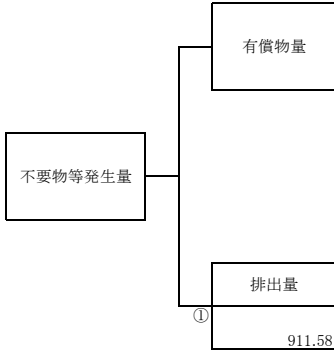 有償物量
不要物等発生量
排出量
①
911.58